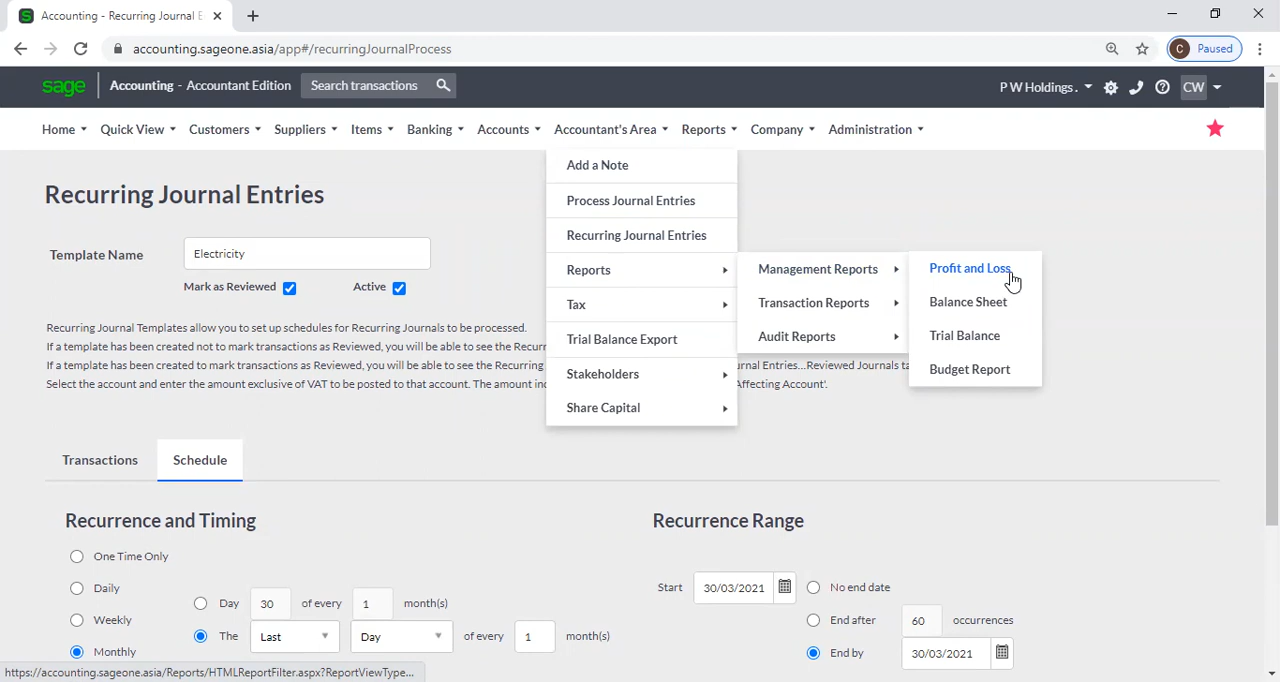 Accounting - Recurring Journal E
accounting.sageone.asia/app#/recurringJournalProcess
C Paused
sage Accounting - Accountant Edition Search transactions P W Holdings . CW
Home Quick View Customers Suppliers Items Banking Accounts Accountant's Area Reports Company Administration
Add a Note
Process Journal Entries
Recurring Journal Entries
Reports
Tax
Trial Balance Export
Stakeholders
Share Capital
Management Reports
Transaction Reports
Audit Reports
Profit and Loss
Balance Sheet
Trial Balance
Budget Report
Recurring Journal Entries
Template Name Electricity
Mark as Reviewed Active
Recurring Journal Templates allow you to set up schedules for Recurring Journals to be processed.
If a template has been created not to mark transactions as Reviewed, you will be able to see the Recurr
If a template has been created to mark transactions as Reviewed, you will be able to see the Recurring urnal Entries...Reviewed Journals ta
Select the account and enter the amount exclusive of VAT to be posted to that account. The amount inc Affecting Account'.
Transactions Schedule
Recurrence and Timing
One Time Only
Daily
Weekly
Monthly
Day 30 of every 1 month(s)
The Last Day of every 1 month(s)
Recurrence Range
Start 30/03/2021 No end date
End after 60 occurrences
End by 30/03/2021
https://accounting.sageone.asia/Reports/HTMLReportFilter.aspx?ReportViewType...